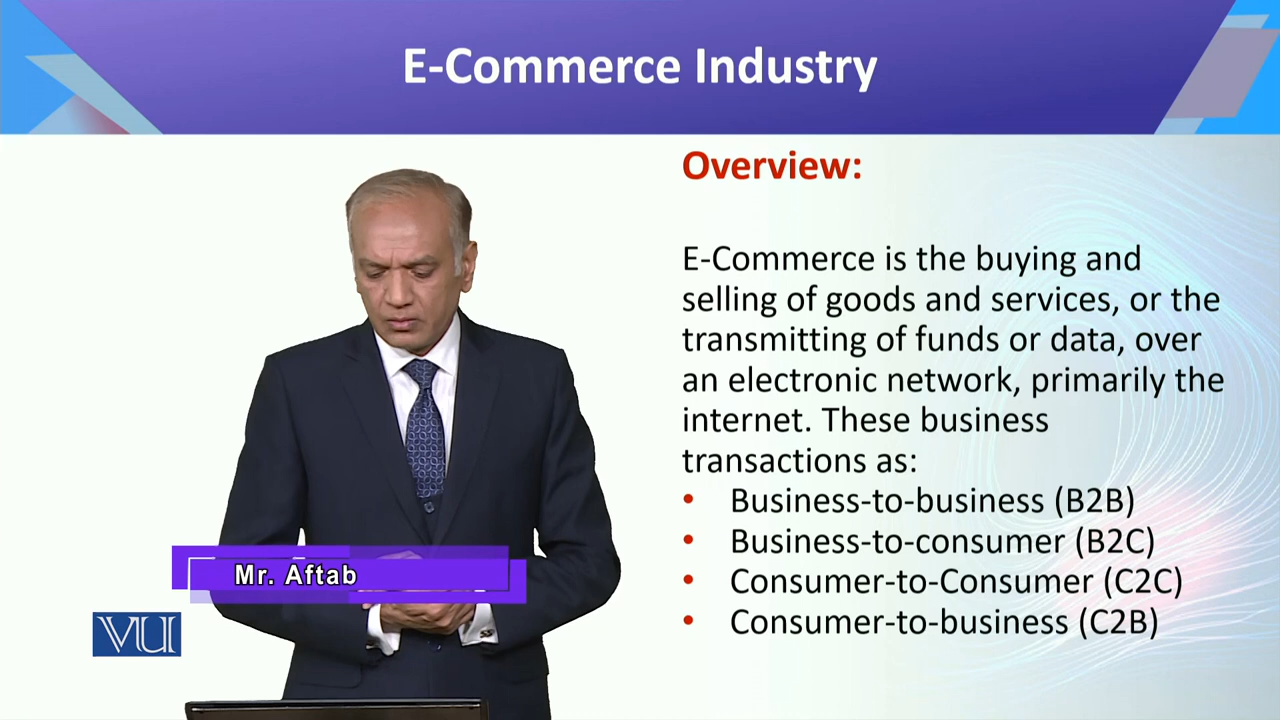 E-Commerce Industry
Overview:
E-Commerce is the buying and
selling of goods and services, or the
transmitting of funds or data, over
an electronic network, primarily the
internet. These business
transactions as:
• Business-to-business (B2B)
• Business-to-consumer (B2C)
• Consumer-to-Consumer (C2C)
• Consumer-to-business (C2B)
Mr. Aftab
VU